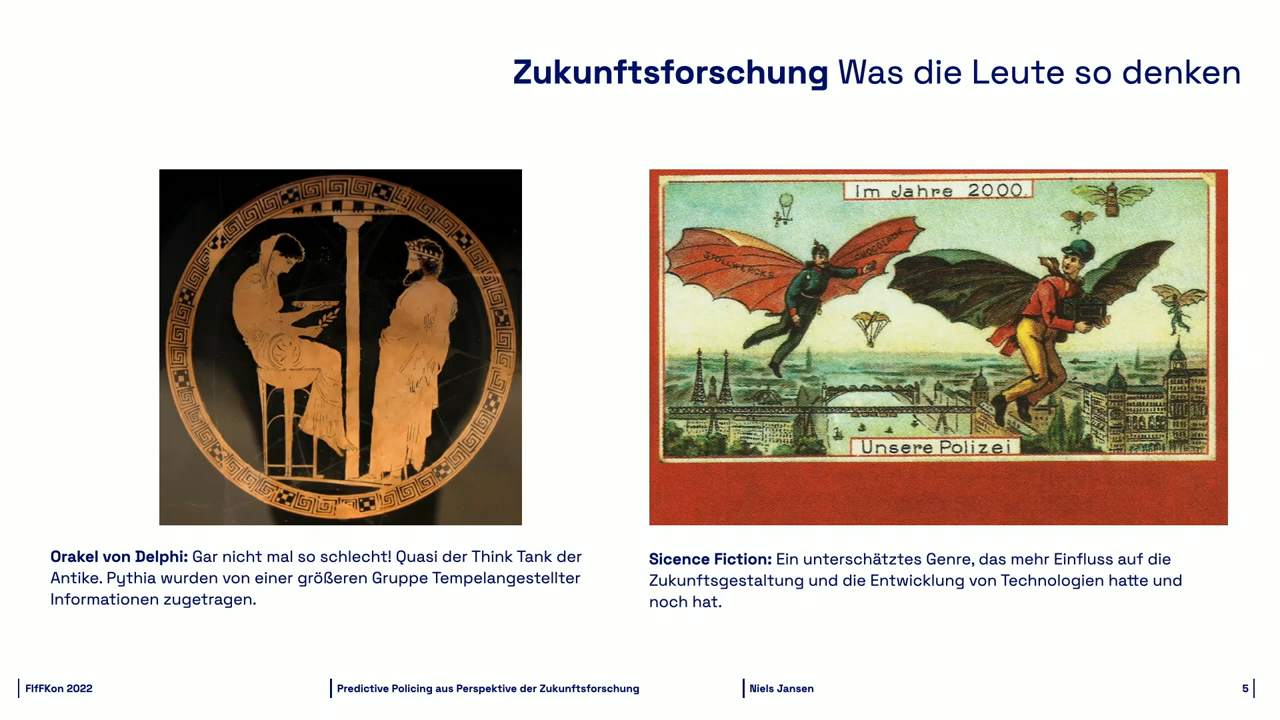 Zukunftsforschung Was die Leute so denken
Im Jahre 2000.
STOLLWERCKS
CHOCOLADE
Unsere Polizei
Orakel von Delphi: Gar nicht mal so schlecht! Quasi der Think Tank der
Antike. Pythia wurden von einer größeren Gruppe Tempelangestellter
Informationen zugetragen.
Sicence Fiction: Ein unterschätztes Genre, das mehr Einfluss auf die
Zukunftsgestaltung und die Entwicklung von Technologien hatte und
noch hat.
FIfFKon 2022
Predictive Policing aus Perspektive der Zukunftsforschung
Niels Jansen
5